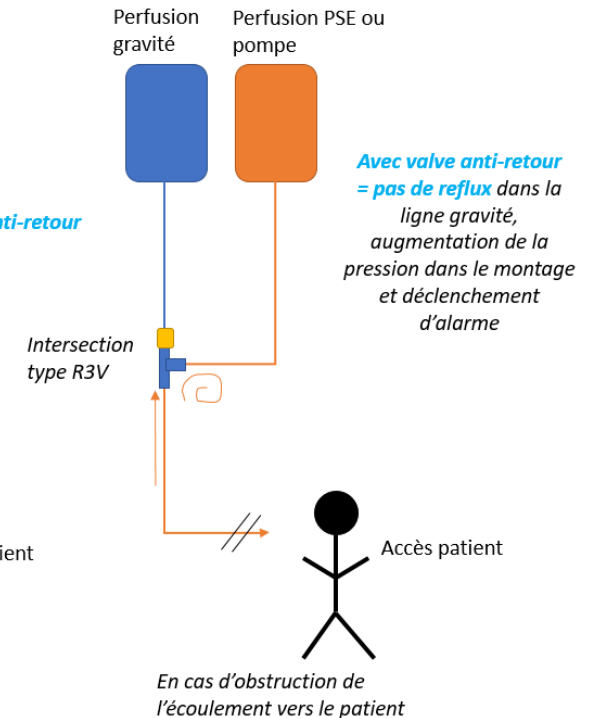 Perfusion
gravité
Perfusion PSE ou
pompe
Avec valve anti-retour
= pas de reflux dans la
ligne gravité,
augmentation de la
pression dans le montage
et déclenchement
d'alarme
nti-retour
Intersection
type R3V
ient
Accès patient
En cas d'obstruction de
l'écoulement vers le patient